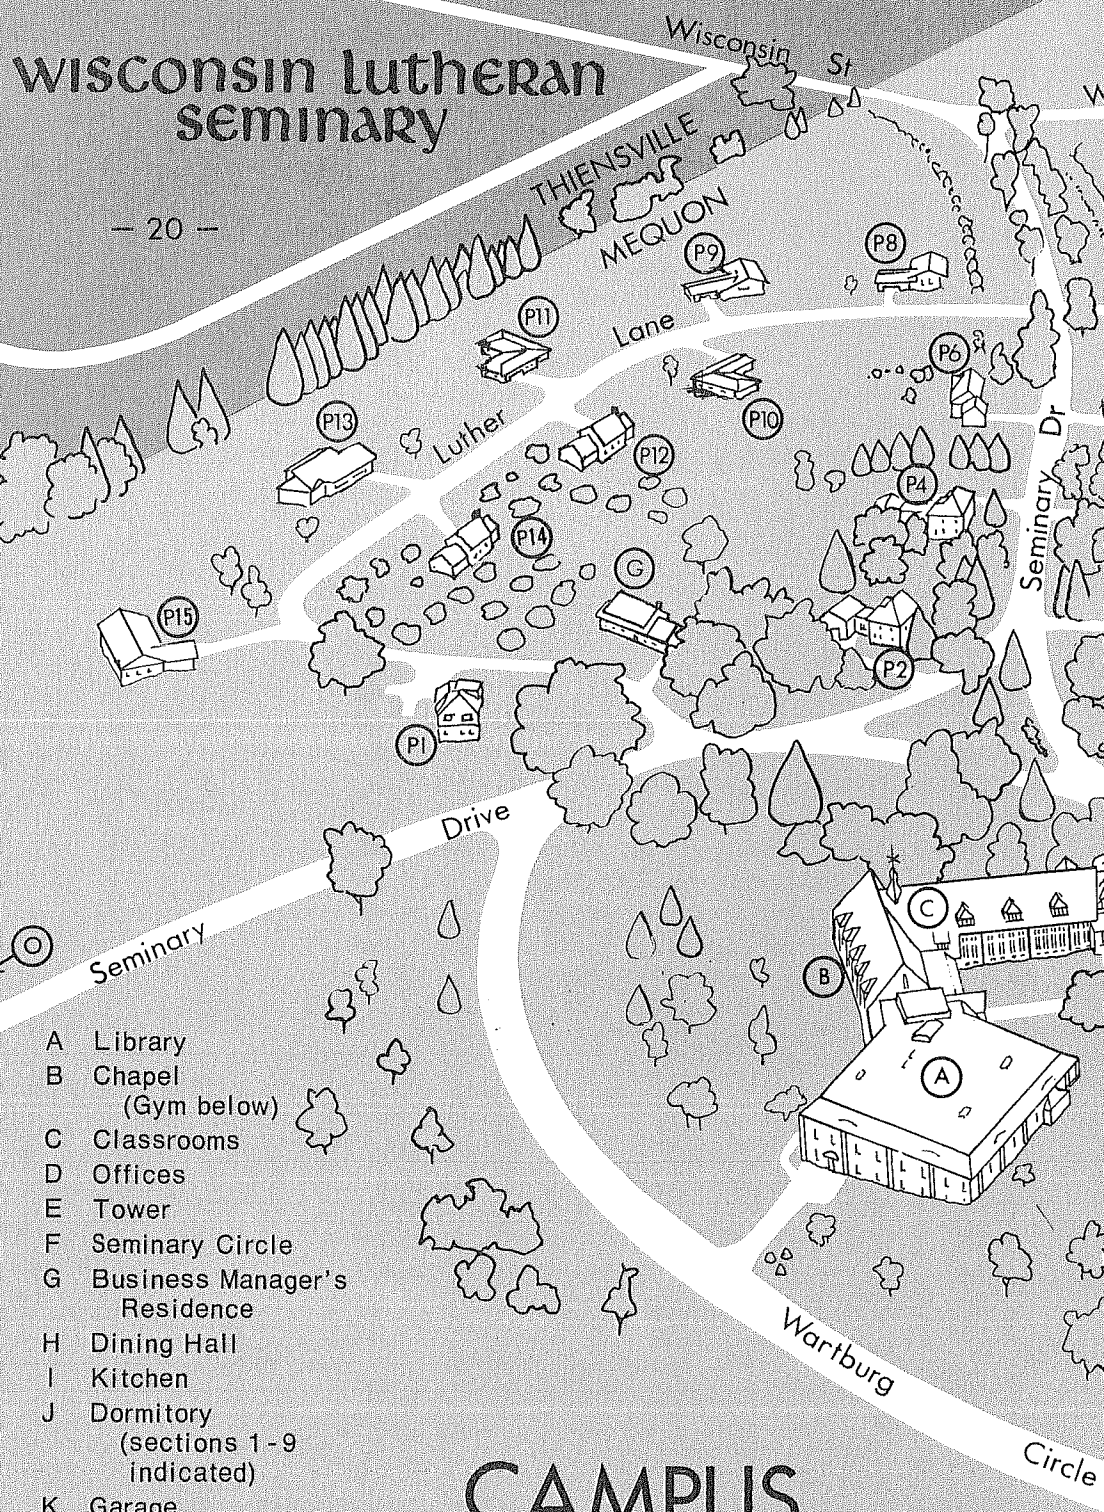 WISCONSIN LUTHERAN
SEMINARY
- 20 -
Wisconsin St
W
THIENSVILLE
MEQUON
P9
P8
P11
Lane
P6
P13
P10
Luther
P12
Dr
P4
P14
Seminary
G
P15
P2
P1
Drive
C
Seminary
O
B
A
A Library
B Chapel
(Gym below)
C Classrooms
D Offices
E Tower
F Seminary Circle
G Business Manager's
Residence
H Dining Hall
I Kitchen
J Dormitory
(sections 1-9
indicated)
K Garage
Wartburg
Circle
CAMPUS